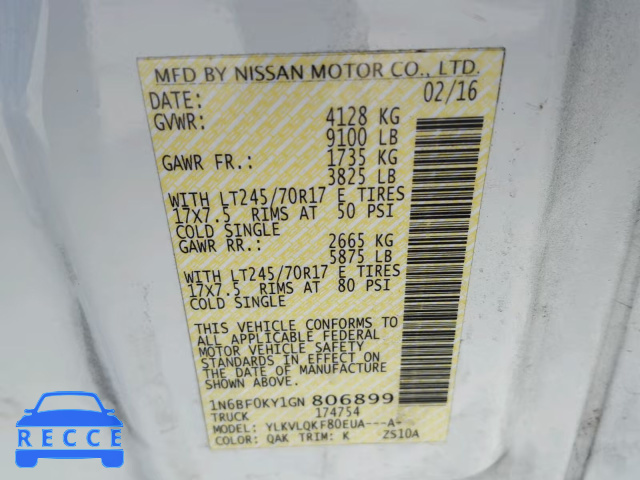 MFD BY NISSAN MOTOR CO., LTD.
DATE: 02/16
GVWR: 4128 KG
9100 LB
GAWR FR.: 1735 KG
3825 LB
WITH LT245/70R17 E TIRES
17X7.5 RIMS AT 50 PSI
COLD SINGLE
GAWR RR.: 2665 KG
5875 LB
WITH LT245/70R17 E TIRES
17X7.5 RIMS AT 80 PSI
COLD SINGLE
THIS VEHICLE CONFORMS TO
ALL APPLICABLE FEDERAL
MOTOR VEHICLE SAFETY
STANDARDS IN EFFECT ON
THE DATE OF MANUFACTURE
SHOWN ABOVE.
1N6BF0KY1GN 806899
TRUCK 174754
MODEL: YLKVLQKF80EUA---A-
COLOR: QAK TRIM: K ZS10A
RECCE